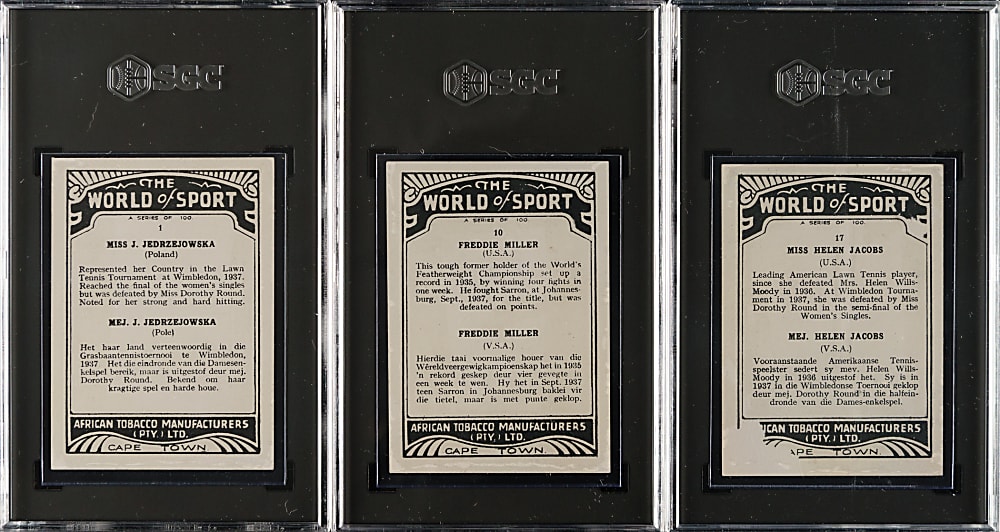 SGC
THE
WORLD of SPORT
A SERIES OF 100.
1
MISS J. JEDRZEJOWSKA
(Poland)
Represented her Country in the Lawn
Tennis Tournament at Wimbledon, 1937.
Reached the final of the women's singles
but was defeated by Miss Dorothy Round.
Noted for her strong and hard hitting.
MEJ. J. JEDRZEJOWSKA
(Pole)
Het haar land verteenwoordig in die
Grasbaantennistoernooi te Wimbledon,
1937. Het die eindronde van die Damesen-
kelspel bereik, maar is uitgestof deur mej.
Dorothy Round. Bekend om haar
kragtige spel en harde houe.
AFRICAN TOBACCO MANUFACTURERS
(PTY.) LTD.
CAPE TOWN
SGC
THE
WORLD of SPORT
A SERIES OF 100.
10
FREDDIE MILLER
(U.S.A.)
This tough former holder of the World's
Featherweight Championship set up a
record in 1935, by winning four fights in
one week. He fought Sarron, at Johannes-
burg, Sept., 1937, for the title, but was
defeated on points.
FREDDIE MILLER
(V.S.A.)
Hierdie taai voormalige houer van die
Wêreldveergewigkampioenskap het in 1935
'n rekord geskep deur vier gevegte in
een week te wen. Hy het in Sept. 1937
teen Sarron in Johannesburg baklei vir
die tietel, maar is met punte geklop.
AFRICAN TOBACCO MANUFACTURERS
(PTY.) LTD.
CAPE TOWN
SGC
THE
WORLD of SPORT
A SERIES OF 100.
17
MISS HELEN JACOBS
(U.S.A.)
Leading American Lawn Tennis player,
since she defeated Mrs. Helen Wills-
Moody in 1936. At Wimbledon Tourna-
ment in 1937, she was defeated by Miss
Dorothy Round in the semi-final of the
Women's Singles.
MEJ. HELEN JACOBS
(V.S.A.)
Vooraanstaande Amerikaanse Tennis-
speelster sedert sy mev. Helen Wills-
Moody in 1936 uitgestof het. Sy is in
1937 in die Wimbledonse Toernooi geklop
deur mej. Dorothy Round in die halfein-
dronde van die Dames-enkelspel.
ICAN TOBACCO MANUFACTURERS
(PTY.) LTD.
APE TOWN